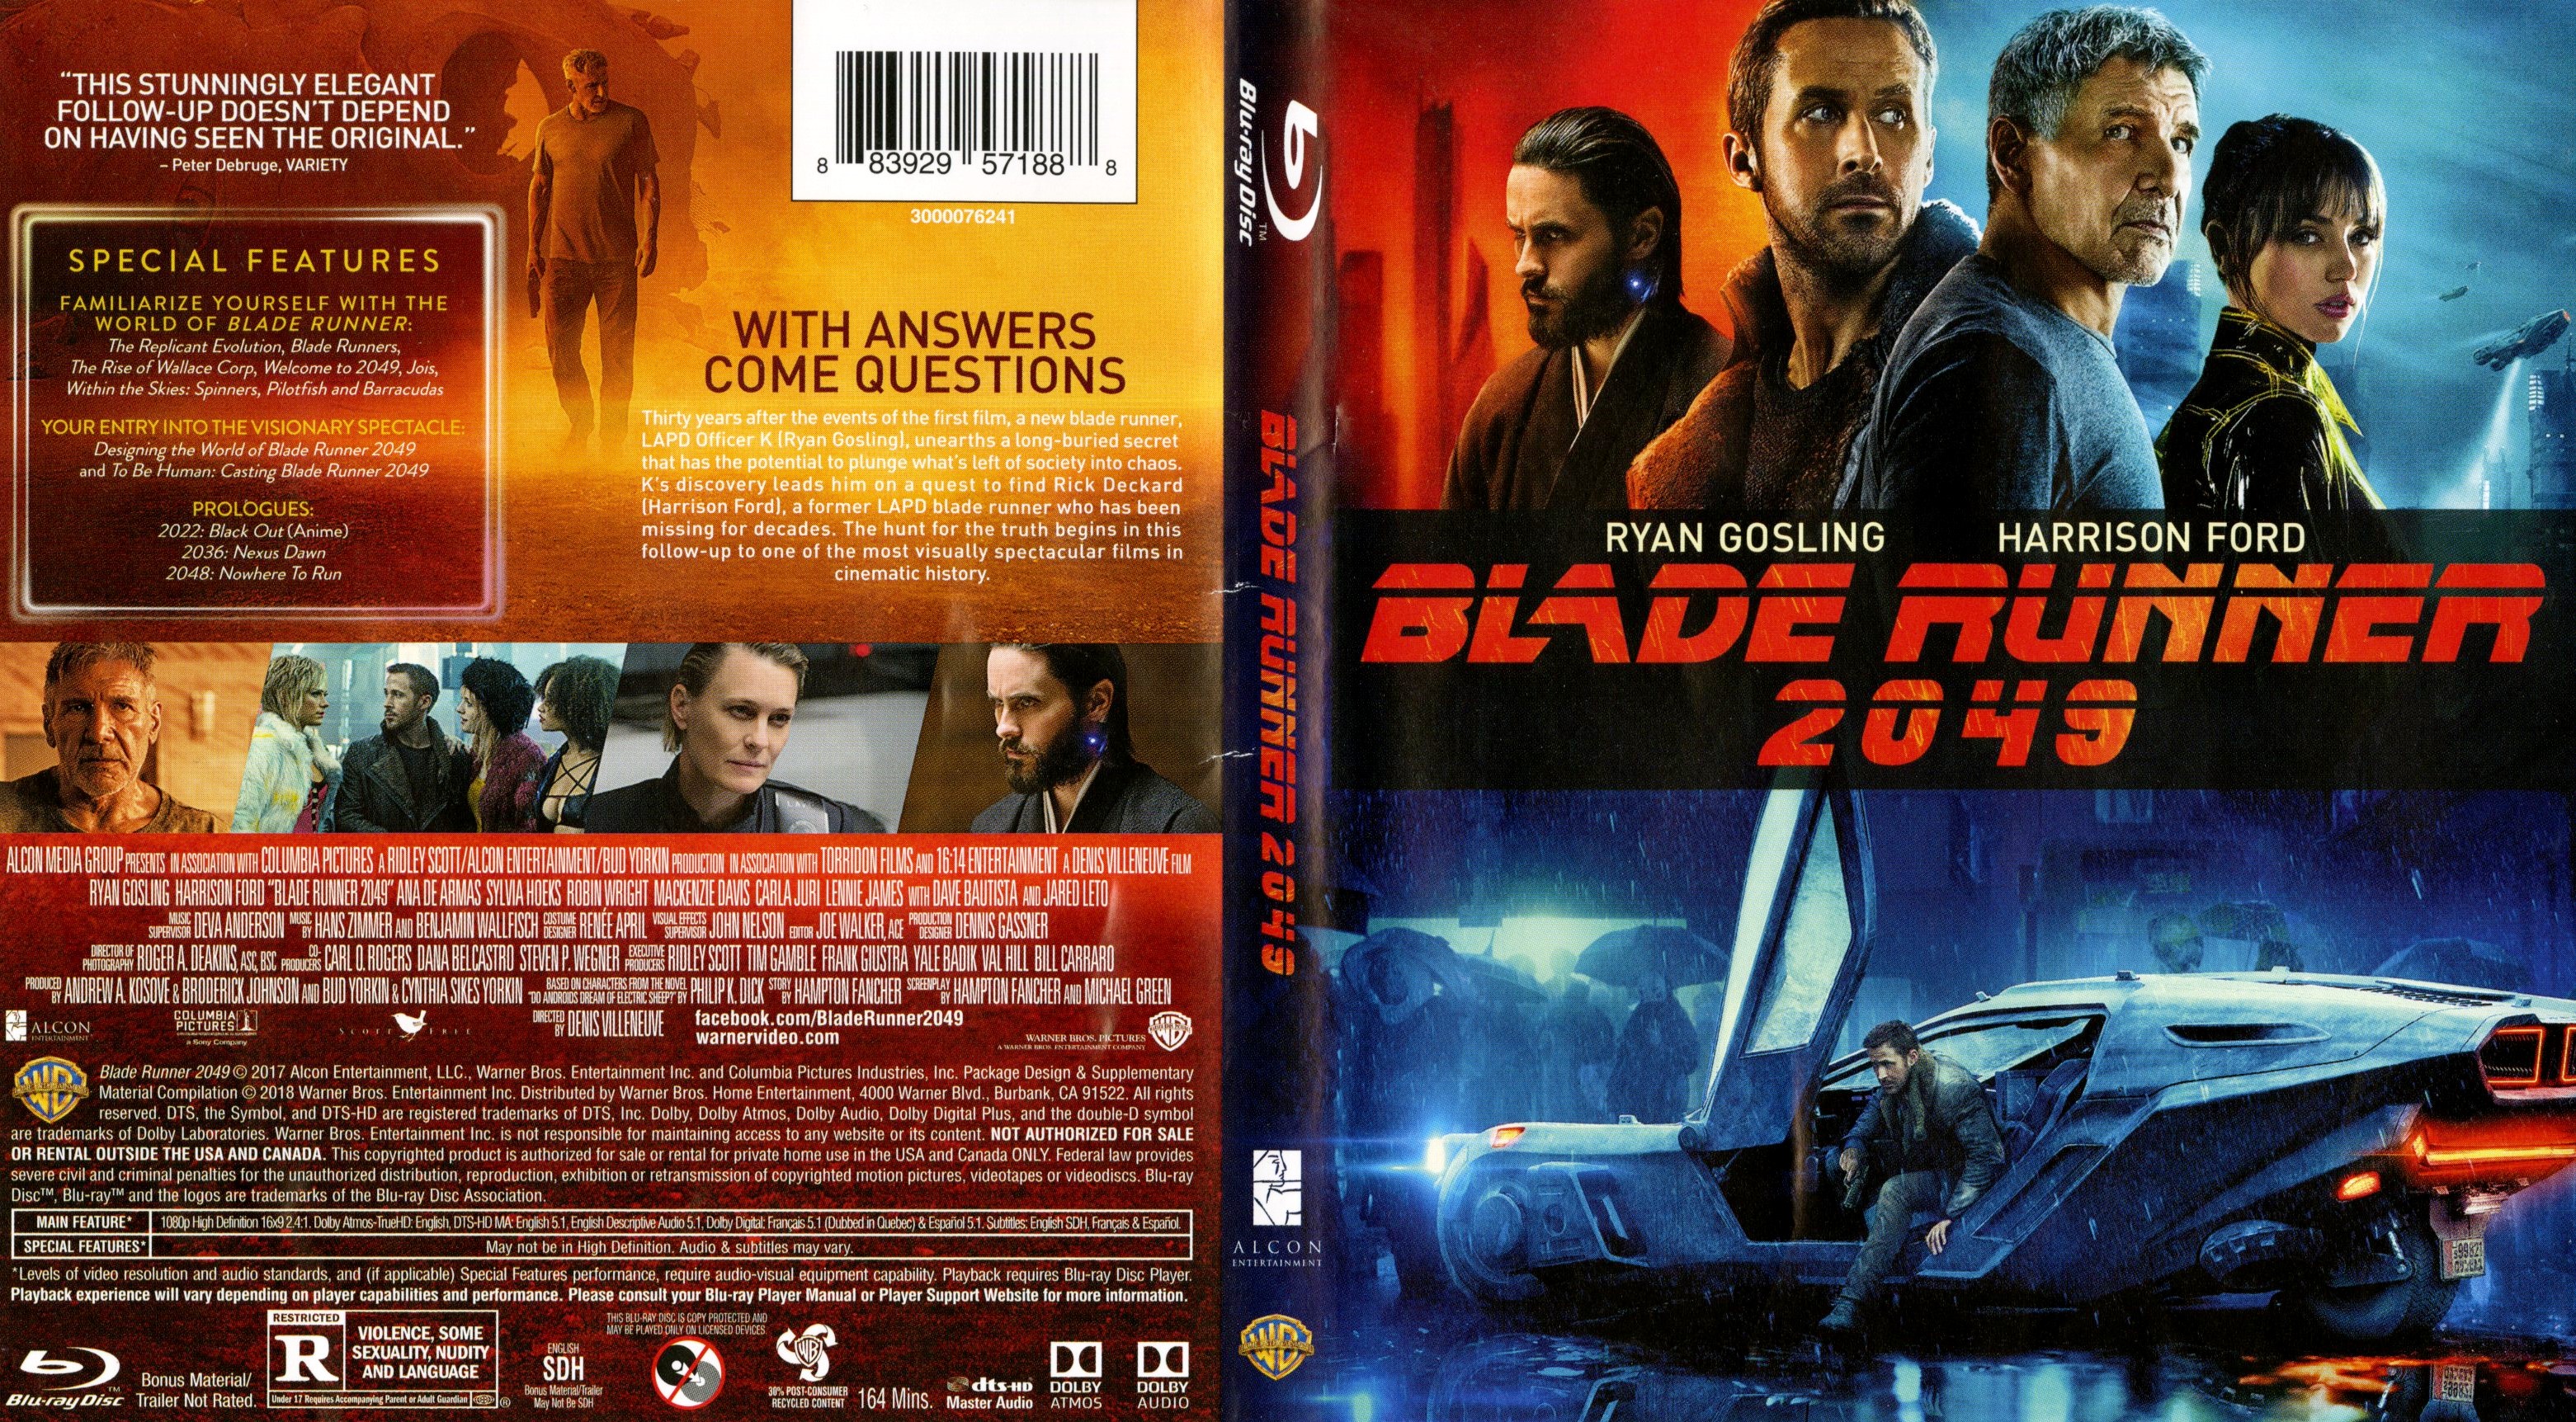 “THIS STUNNINGLY ELEGANT
FOLLOW-UP DOESN’T DEPEND
ON HAVING SEEN THE ORIGINAL.”
– Peter Debruge, VARIETY
SPECIAL FEATURES
FAMILIARIZE YOURSELF WITH THE
WORLD OF BLADE RUNNER:
The Replicant Evolution, Blade Runners,
The Rise of Wallace Corp, Welcome to 2049, Jois,
Within the Skies: Spinners, Pilotfish and Barracudas
YOUR ENTRY INTO THE VISIONARY SPECTACLE:
Designing the World of Blade Runner 2049
and To Be Human: Casting Blade Runner 2049
PROLOGUES:
2022: Black Out (Anime)
2036: Nexus Dawn
2048: Nowhere To Run
8 83929 57188 8
3000076241
WITH ANSWERS
COME QUESTIONS
Thirty years after the events of the first film, a new blade runner,
LAPD Officer K (Ryan Gosling), unearths a long-buried secret
that has the potential to plunge what’s left of society into chaos.
K’s discovery leads him on a quest to find Rick Deckard
(Harrison Ford), a former LAPD blade runner who has been
missing for decades. The hunt for the truth begins in this
follow-up to one of the most visually spectacular films in
cinematic history.
ALCON MEDIA GROUP PRESENTS IN ASSOCIATION WITH COLUMBIA PICTURES A RIDLEY SCOTT/ALCON ENTERTAINMENT/BUD YORKIN PRODUCTION IN ASSOCIATION WITH TORRIDON FILMS AND 16:14 ENTERTAINMENT A DENIS VILLENEUVE FILM
RYAN GOSLING HARRISON FORD “BLADE RUNNER 2049” ANA DE ARMAS SYLVIA HOEKS ROBIN WRIGHT MACKENZIE DAVIS CARLA JURI LENNIE JAMES WITH DAVE BAUTISTA AND JARED LETO
MUSIC SUPERVISOR DEVA ANDERSON MUSIC BY HANS ZIMMER AND BENJAMIN WALLFISCH COSTUME DESIGNER RENÉE APRIL VISUAL EFFECTS SUPERVISOR JOHN NELSON EDITOR JOE WALKER, ACE PRODUCTION DESIGNER DENNIS GASSNER
DIRECTOR OF PHOTOGRAPHY ROGER A. DEAKINS, ASC, BSC CO-PRODUCERS CARL O. ROGERS DANA BELCASTRO STEVEN P. WEGNER EXECUTIVE PRODUCERS RIDLEY SCOTT TIM GAMBLE FRANK GIUSTRA YALE BADIK VAL HILL BILL CARRARO
PRODUCED BY ANDREW A. KOSOVE & BRODERICK JOHNSON AND BUD YORKIN & CYNTHIA SIKES YORKIN BASED ON CHARACTERS FROM THE NOVEL “DO ANDROIDS DREAM OF ELECTRIC SHEEP?” BY PHILIP K. DICK STORY BY HAMPTON FANCHER SCREENPLAY BY HAMPTON FANCHER AND MICHAEL GREEN
DIRECTED BY DENIS VILLENEUVE
ALCON
ENTERTAINMENT
COLUMBIA
PICTURES
a Sony Company
SCOTT FREE
facebook.com/BladeRunner2049
warnervideo.com
WARNER BROS. PICTURES
A WARNER BROS. ENTERTAINMENT COMPANY
Blade Runner 2049 © 2017 Alcon Entertainment, LLC., Warner Bros. Entertainment Inc. and Columbia Pictures Industries, Inc. Package Design & Supplementary
Material Compilation © 2018 Warner Bros. Entertainment Inc. Distributed by Warner Bros. Home Entertainment, 4000 Warner Blvd., Burbank, CA 91522. All rights
reserved. DTS, the Symbol, and DTS-HD are registered trademarks of DTS, Inc. Dolby, Dolby Atmos, Dolby Audio, Dolby Digital Plus, and the double-D symbol
are trademarks of Dolby Laboratories. Warner Bros. Entertainment Inc. is not responsible for maintaining access to any website or its content. NOT AUTHORIZED FOR SALE
OR RENTAL OUTSIDE THE USA AND CANADA. This copyrighted product is authorized for sale or rental for private home use in the USA and Canada ONLY. Federal law provides
severe civil and criminal penalties for the unauthorized distribution, reproduction, exhibition or retransmission of copyrighted motion pictures, videotapes or videodiscs. Blu-ray
Disc™, Blu-ray™ and the logos are trademarks of the Blu-ray Disc Association.
MAIN FEATURE* 1080p High Definition 16x9 2.4:1. Dolby Atmos-TrueHD: English, DTS-HD MA: English 5.1, English Descriptive Audio 5.1, Dolby Digital: Français 5.1 (Dubbed in Quebec) & Español 5.1. Subtitles: English SDH, Français & Español.
SPECIAL FEATURES* May not be in High Definition. Audio & subtitles may vary.
*Levels of video resolution and audio standards, and (if applicable) Special Features performance, require audio-visual equipment capability. Playback requires Blu-ray Disc Player.
Playback experience will vary depending on player capabilities and performance. Please consult your Blu-ray Player Manual or Player Support Website for more information.
Blu-ray Disc™
Bonus Material/
Trailer Not Rated.
RESTRICTED
R
VIOLENCE, SOME
SEXUALITY, NUDITY
AND LANGUAGE
Under 17 Requires Accompanying Parent or Adult Guardian
®
ENGLISH
SDH
Bonus Material/Trailer
May Not Be SDH
THIS BLU-RAY DISC IS COPY PROTECTED AND
MAY BE PLAYED ONLY ON LICENSED DEVICES.
WB
30% POST-CONSUMER
RECYCLED CONTENT
164 Mins.
dts-HD
Master Audio
DOLBY
ATMOS
DOLBY
AUDIO
Blu-ray Disc™
BLADE RUNNER 2049
ALCON
ENTERTAINMENT
RYAN GOSLING
HARRISON FORD
BLADE RUNNER
2049